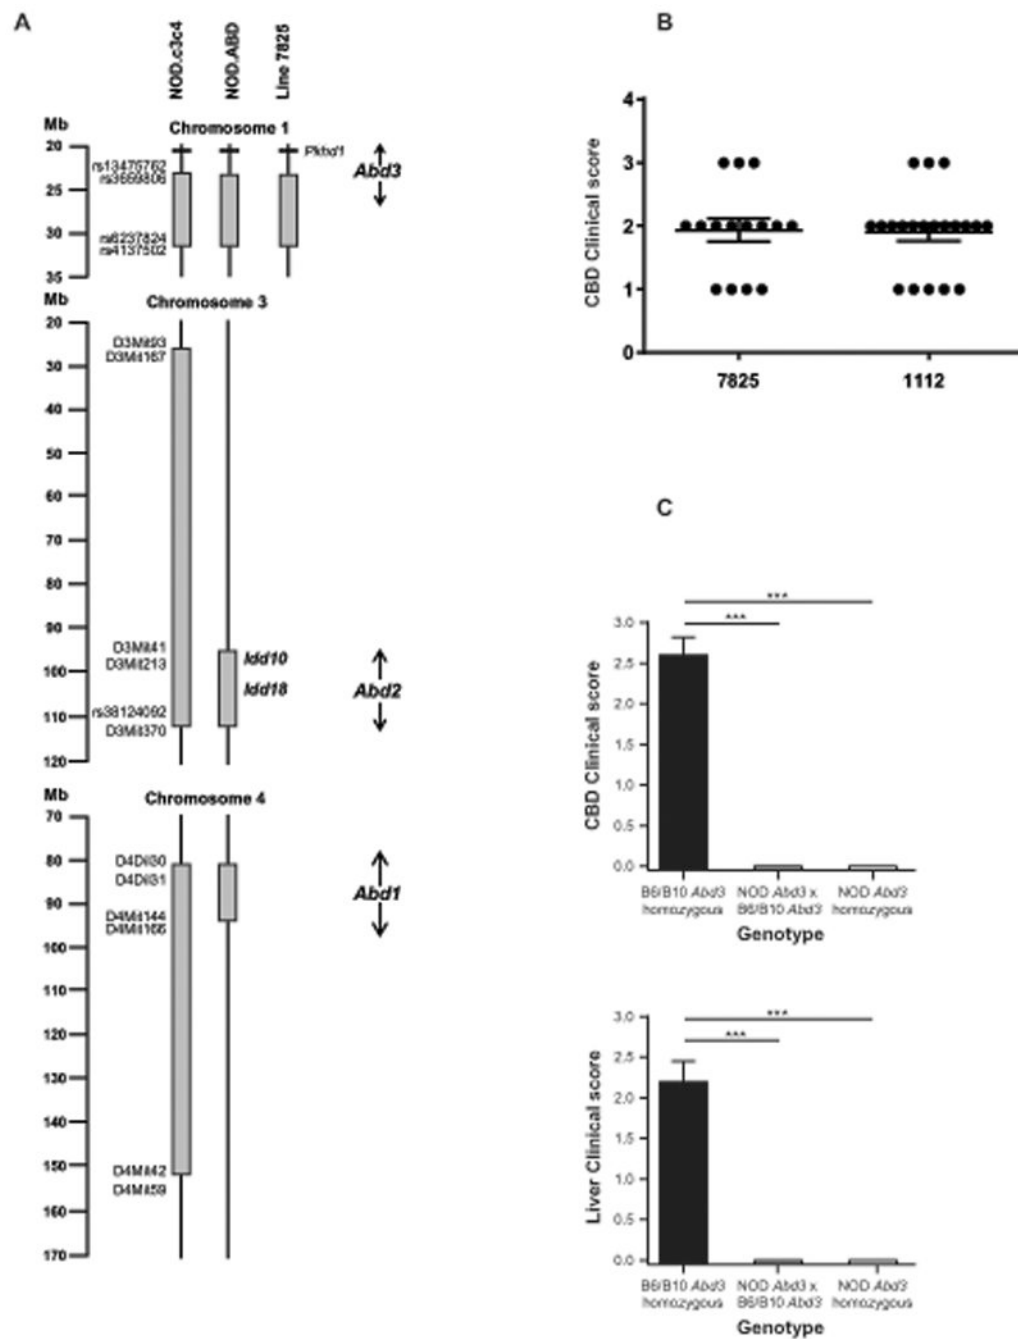 A
NOD.c3c4
NOD.ABD
Line 7825
Mb
Chromosome 1
20
25
30
35
rs13475762
rs3659806
rs6237824
rs4137502
Pkhd1
Abd3
Mb
Chromosome 3
20
30
40
50
60
70
80
90
100
110
120
D3Mit93
D3Mit167
D3Mit41
D3Mit213
rs38124092
D3Mit370
Idd10
Idd18
Abd2
Mb
Chromosome 4
70
80
90
100
110
120
130
140
150
160
170
D4Dil30
D4Dil31
D4Mit144
D4Mit166
D4Mit42
D4Mit59
Abd1
B
CBD Clinical score
4
3
2
1
0
7825
1112
C
***
***
CBD Clinical score
3.0
2.5
2.0
1.5
1.0
0.5
0.0
B6/B10 Abd3
homozygous
NOD Abd3 x
B6/B10 Abd3
NOD Abd3
homozygous
Genotype
***
***
Liver Clinical score
3.0
2.5
2.0
1.5
1.0
0.5
0.0
B6/B10 Abd3
homozygous
NOD Abd3 x
B6/B10 Abd3
NOD Abd3
homozygous
Genotype